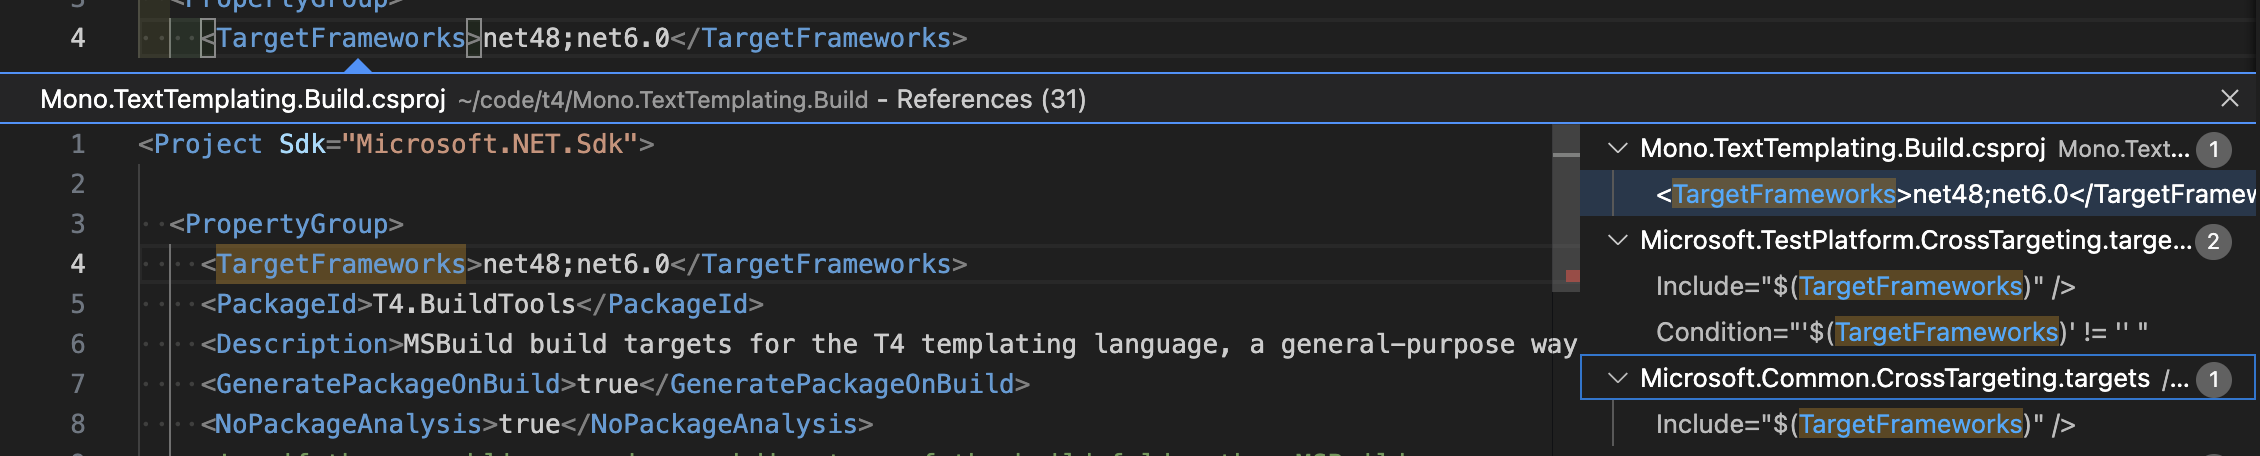 3 <PropertyGroup>
4 <TargetFrameworks>net48;net6.0</TargetFrameworks>
Mono.TextTemplating.Build.csproj ~/code/t4/Mono.TextTemplating.Build - References (31)
1 <Project Sdk="Microsoft.NET.Sdk">
2
3 <PropertyGroup>
4 <TargetFrameworks>net48;net6.0</TargetFrameworks>
5 <PackageId>T4.BuildTools</PackageId>
6 <Description>MSBuild build targets for the T4 templating language, a general-purpose way
7 <GeneratePackageOnBuild>true</GeneratePackageOnBuild>
8 <NoPackageAnalysis>true</NoPackageAnalysis>
Mono.TextTemplating.Build.csproj Mono.Text... 1
<TargetFrameworks>net48;net6.0</TargetFramew
Microsoft.TestPlatform.CrossTargeting.targe... 2
Include="$(TargetFrameworks)" />
Condition="'$(TargetFrameworks)' != '' "
Microsoft.Common.CrossTargeting.targets /... 1
Include="$(TargetFrameworks)" />